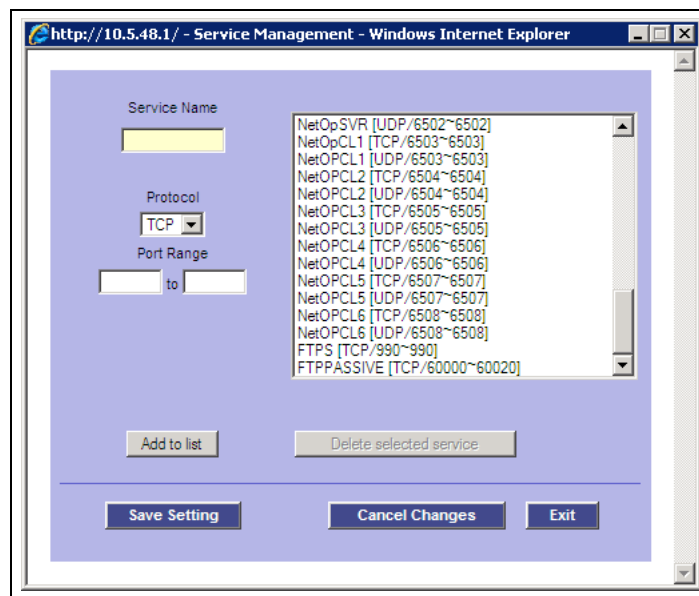 http://10.5.48.1/ - Service Management - Windows Internet Explorer
Service Name
NetOpSVR [UDP/6502~6502]
NetOpCL1 [TCP/6503~6503]
NetOPCL1 [UDP/6503~6503]
NetOPCL2 [TCP/6504~6504]
NetOPCL2 [UDP/6504~6504]
NetOPCL3 [TCP/6505~6505]
NetOPCL3 [UDP/6505~6505]
NetOPCL4 [TCP/6506~6506]
NetOPCL4 [UDP/6506~6506]
NetOPCL5 [TCP/6507~6507]
NetOPCL5 [UDP/6507~6507]
NetOPCL6 [TCP/6508~6508]
NetOPCL6 [UDP/6508~6508]
FTPS [TCP/990~990]
FTPPASSIVE [TCP/60000~60020]
Protocol
TCP
Port Range
to
Add to list
Delete selected service
Save Setting
Cancel Changes
Exit